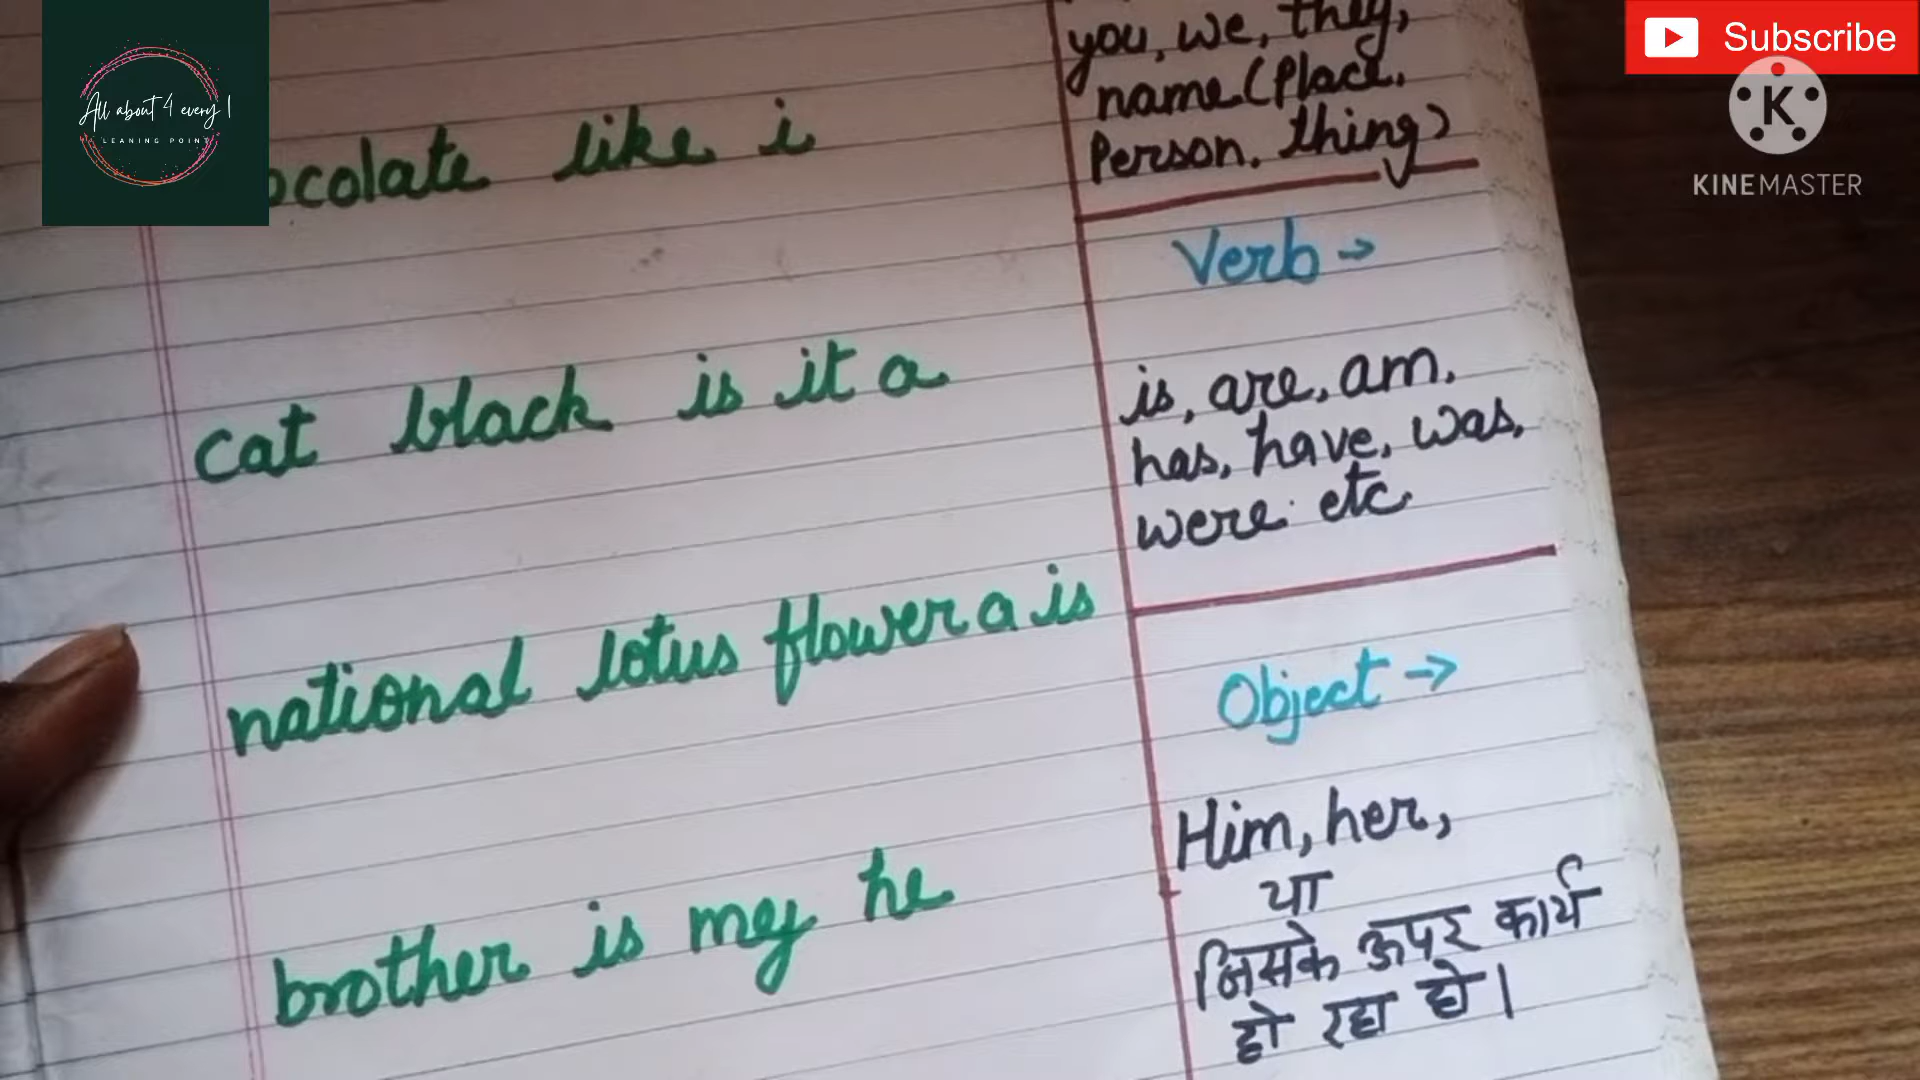 All about 4 every 1
LEANING POINT
Subscribe
K
KINEMASTER
ocolate like i
cat black is it a
national lotus flower a is
brother is my he
you, we, they,
name (Place,
Person, thing)
Verb →
is, are, am,
has, have, was,
were etc.
Object →
Him, her,
या
जिसके ऊपर कार्य
हो रहा हो।